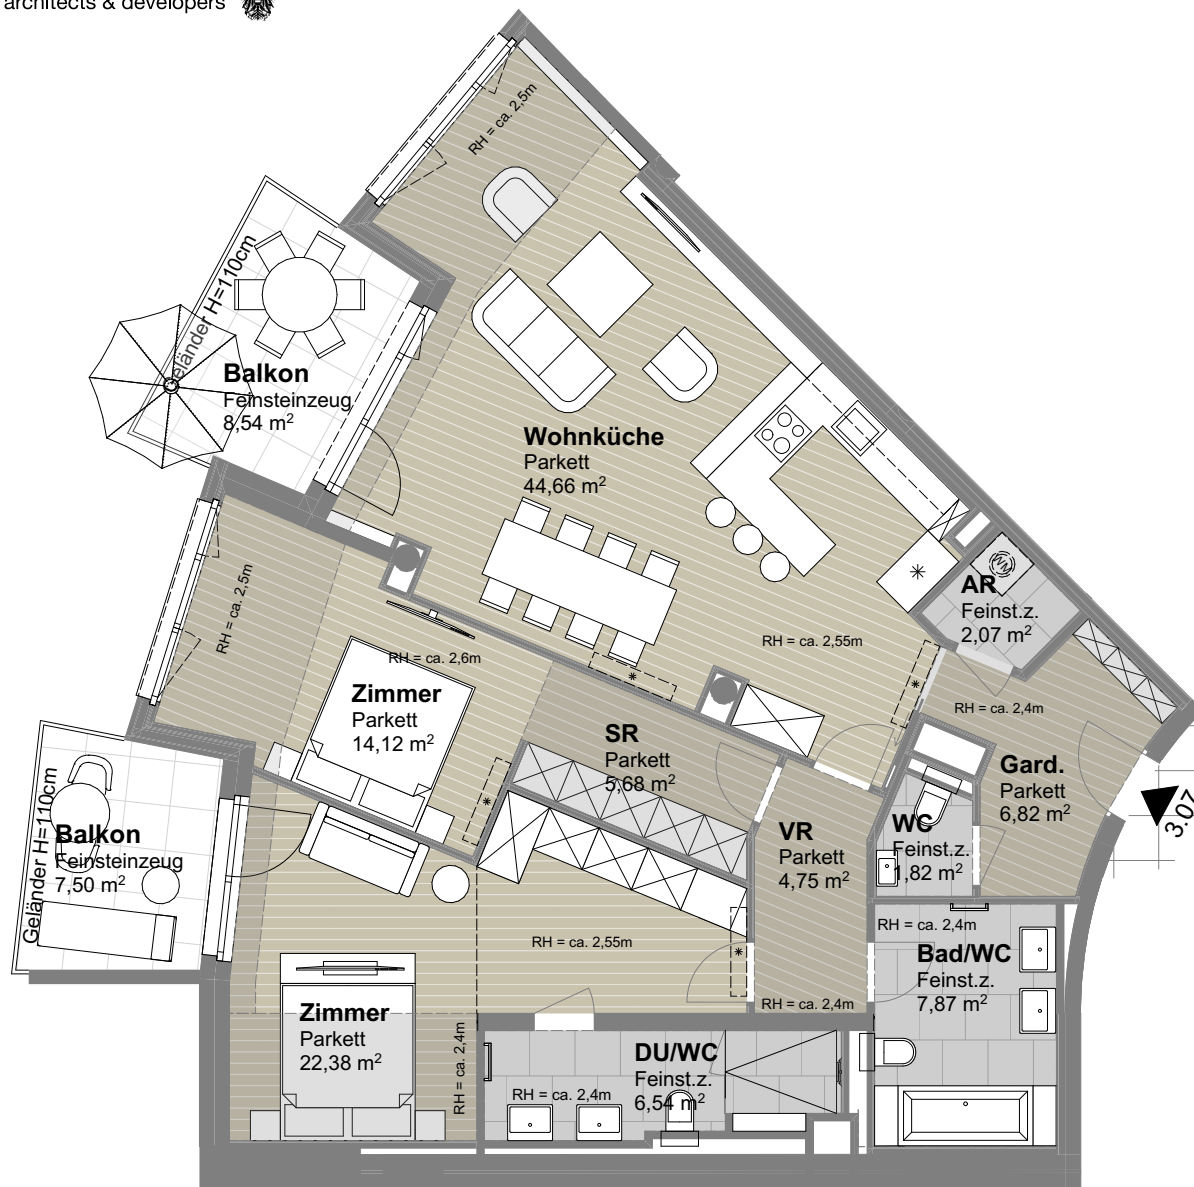 architects & developers
RH = ca. 2,5m
Geländer H=110cm
Balkon
Feinsteinzeug
8,54 m²
Wohnküche
Parkett
44,66 m²
RH = ca. 2,55m
AR
Feinst.z.
2,07 m²
WM
RH = ca. 2,5m
RH = ca. 2,6m
Zimmer
Parkett
14,12 m²
SR
Parkett
5,68 m²
RH = ca. 2,4m
Gard.
Parkett
6,82 m²
3.07
Geländer H=110cm
Balkon
Feinsteinzeug
7,50 m²
VR
Parkett
4,75 m²
RH = ca. 2,4m
WC
Feinst.z.
1,82 m²
RH = ca. 2,55m
RH = ca. 2,4m
Bad/WC
Feinst.z.
7,87 m²
Zimmer
Parkett
22,38 m²
RH = ca. 2,4m
DU/WC
Feinst.z.
6,54 m²
RH = ca. 2,4m